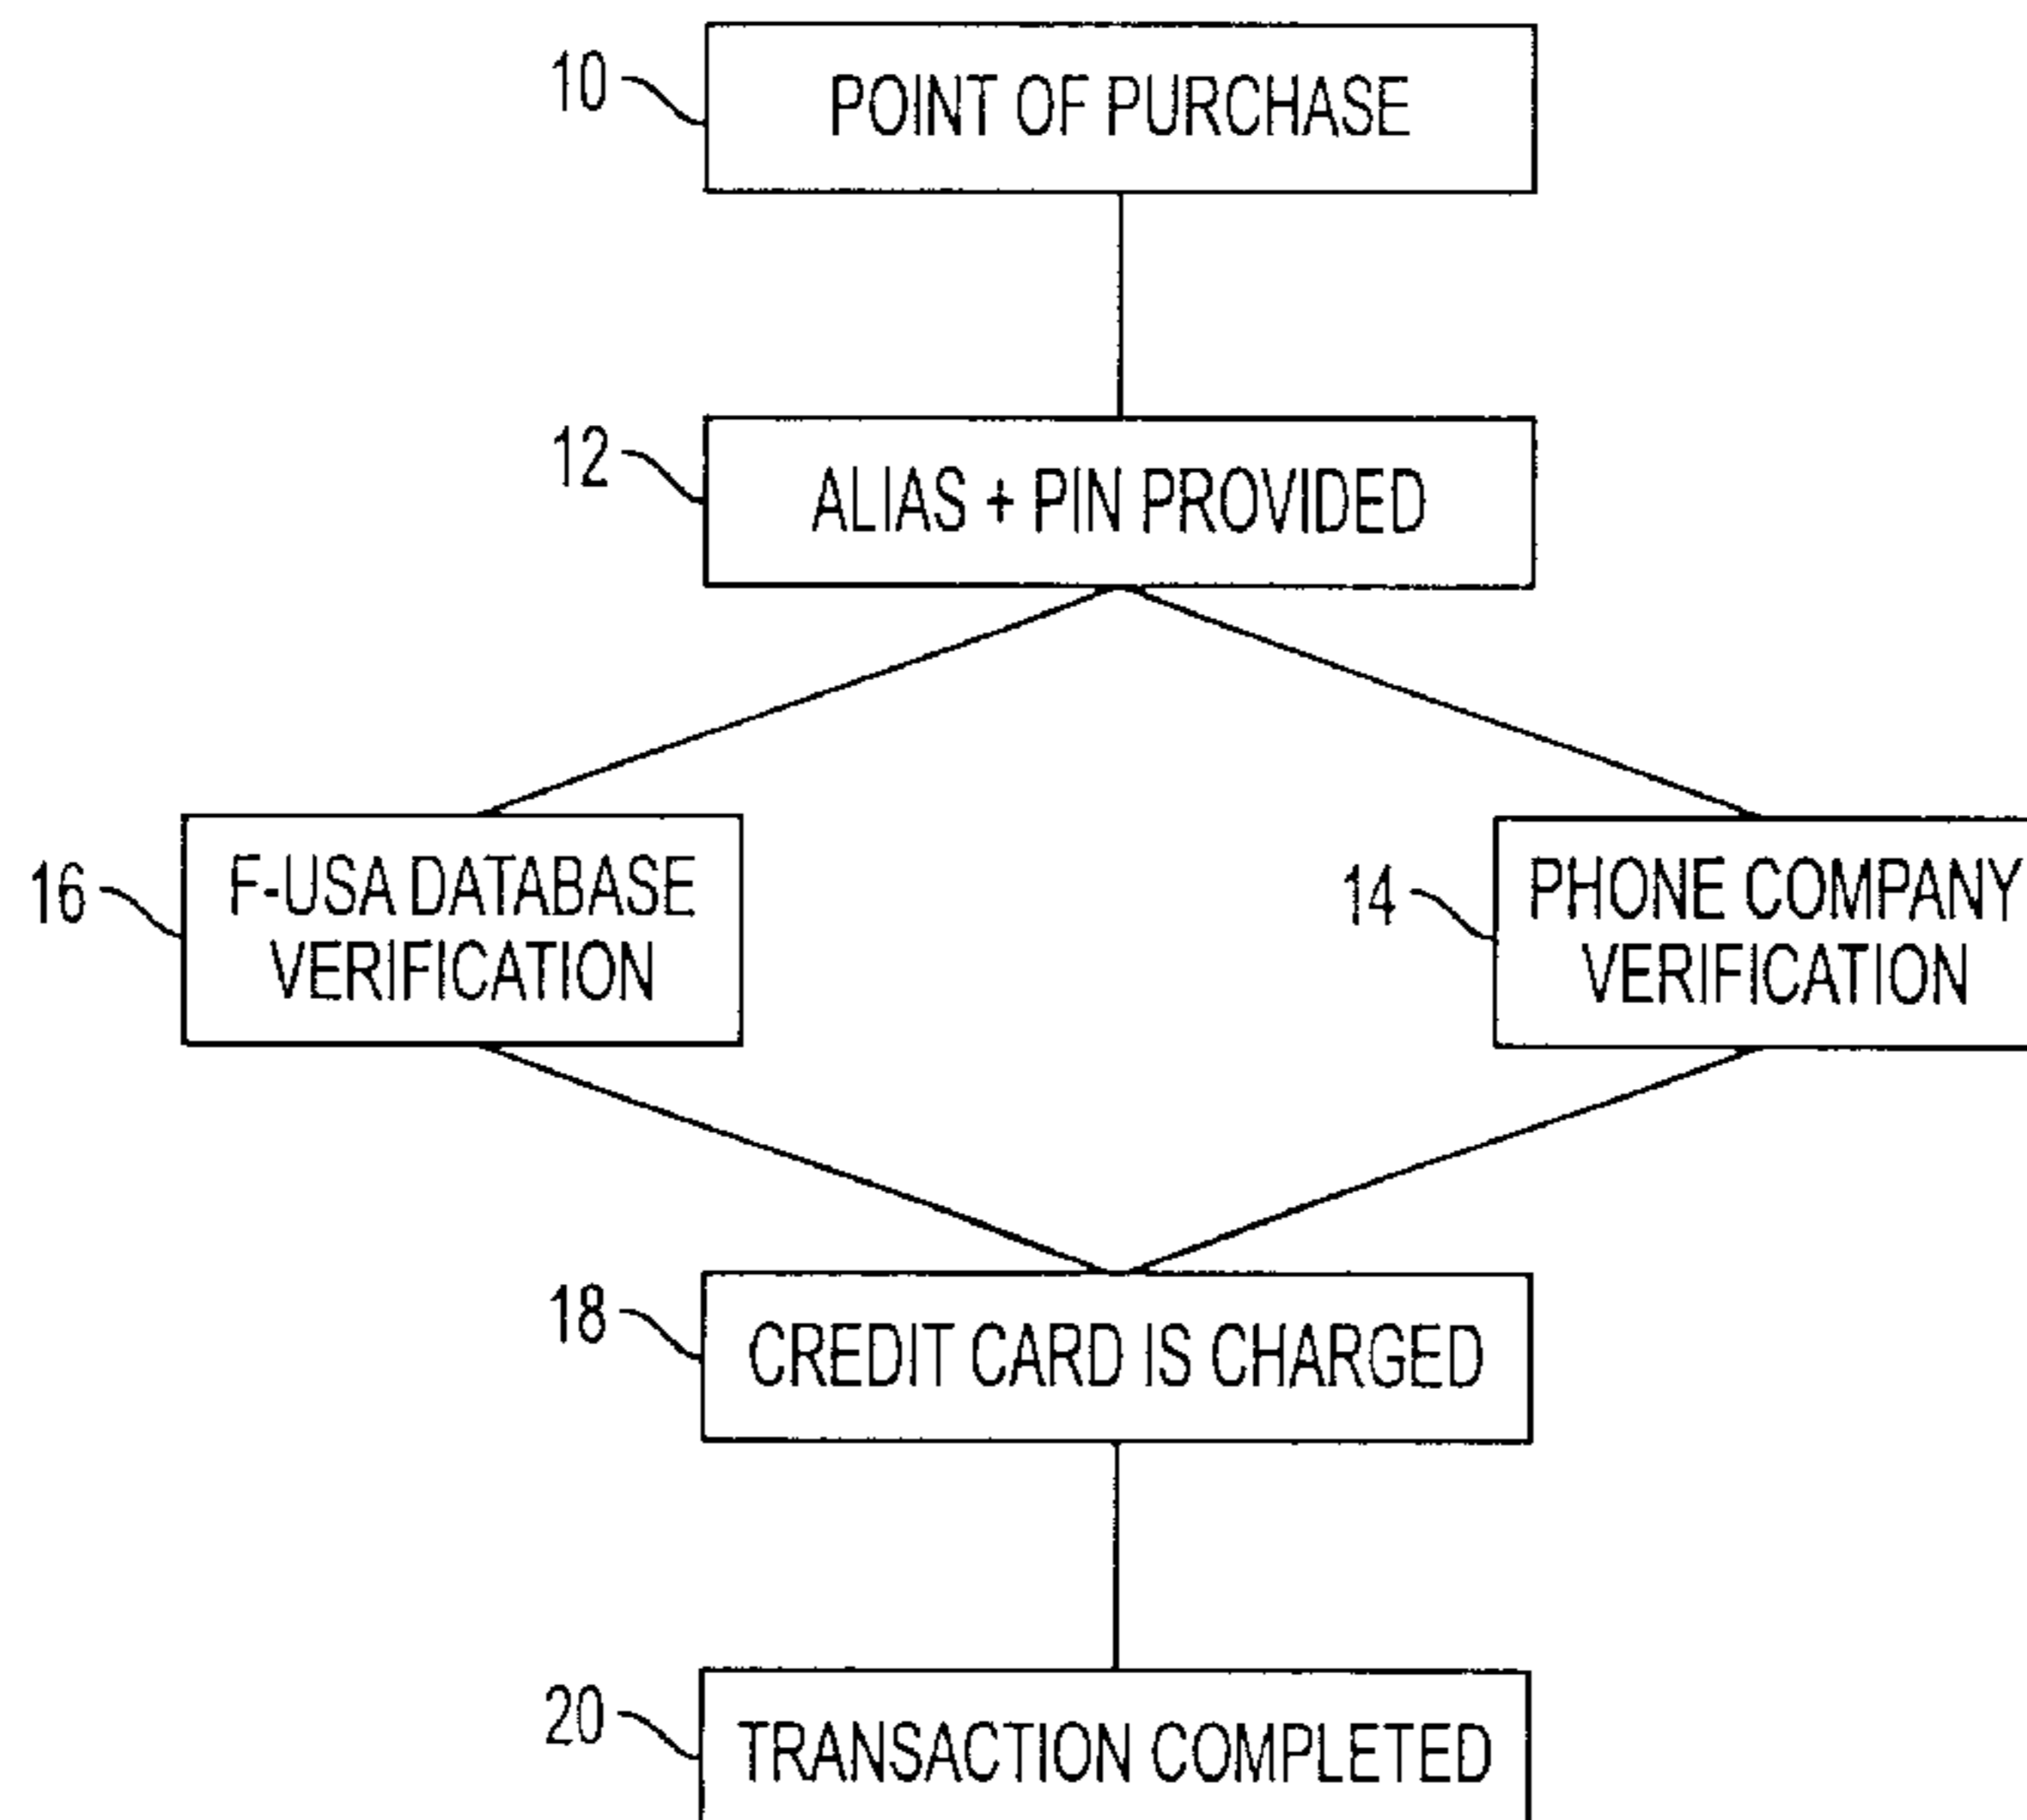 10
POINT OF PURCHASE
12
ALIAS + PIN PROVIDED
16
F-USA DATABASE
VERIFICATION
14
PHONE COMPANY
VERIFICATION
18
CREDIT CARD IS CHARGED
20
TRANSACTION COMPLETED